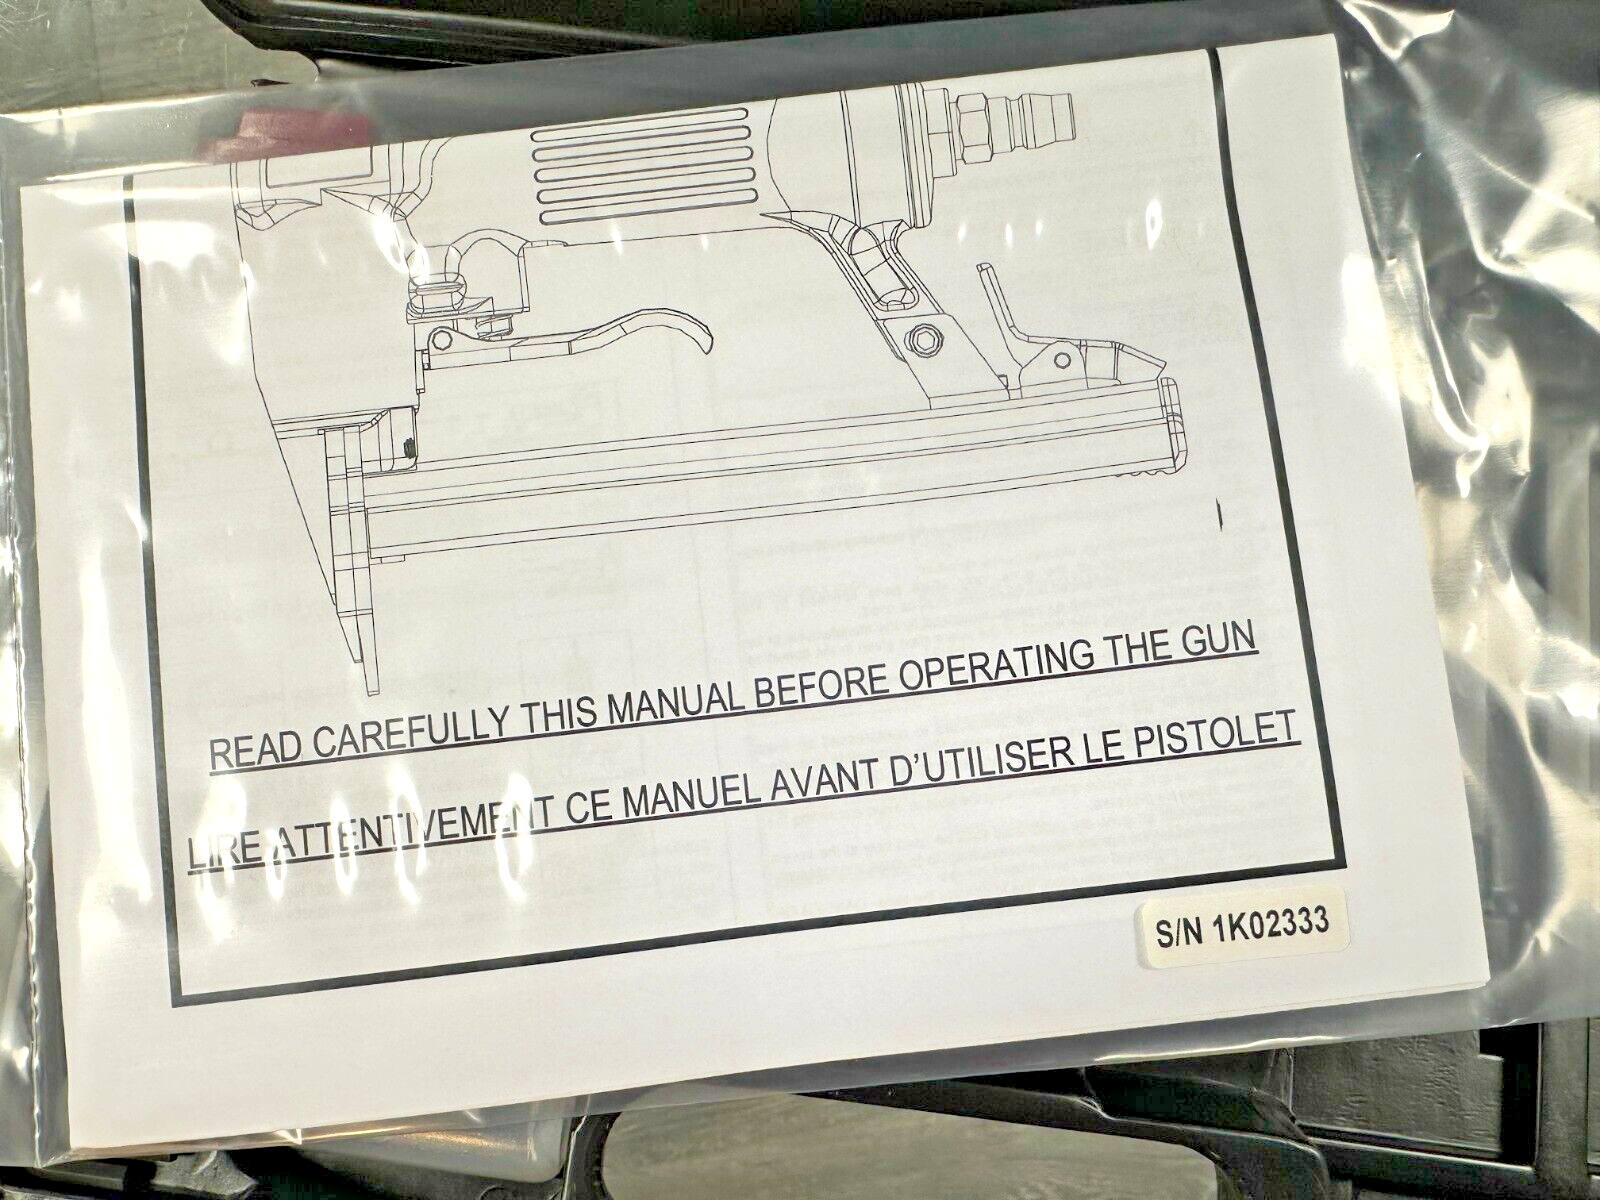 READ CAREFULLY THIS MANUAL BEFORE OPERATING THE GUN
LIRE ATTENTIVEMENT CE MANUEL AVANT D’UTILISER LE PISTOLET
S/N 1K02333